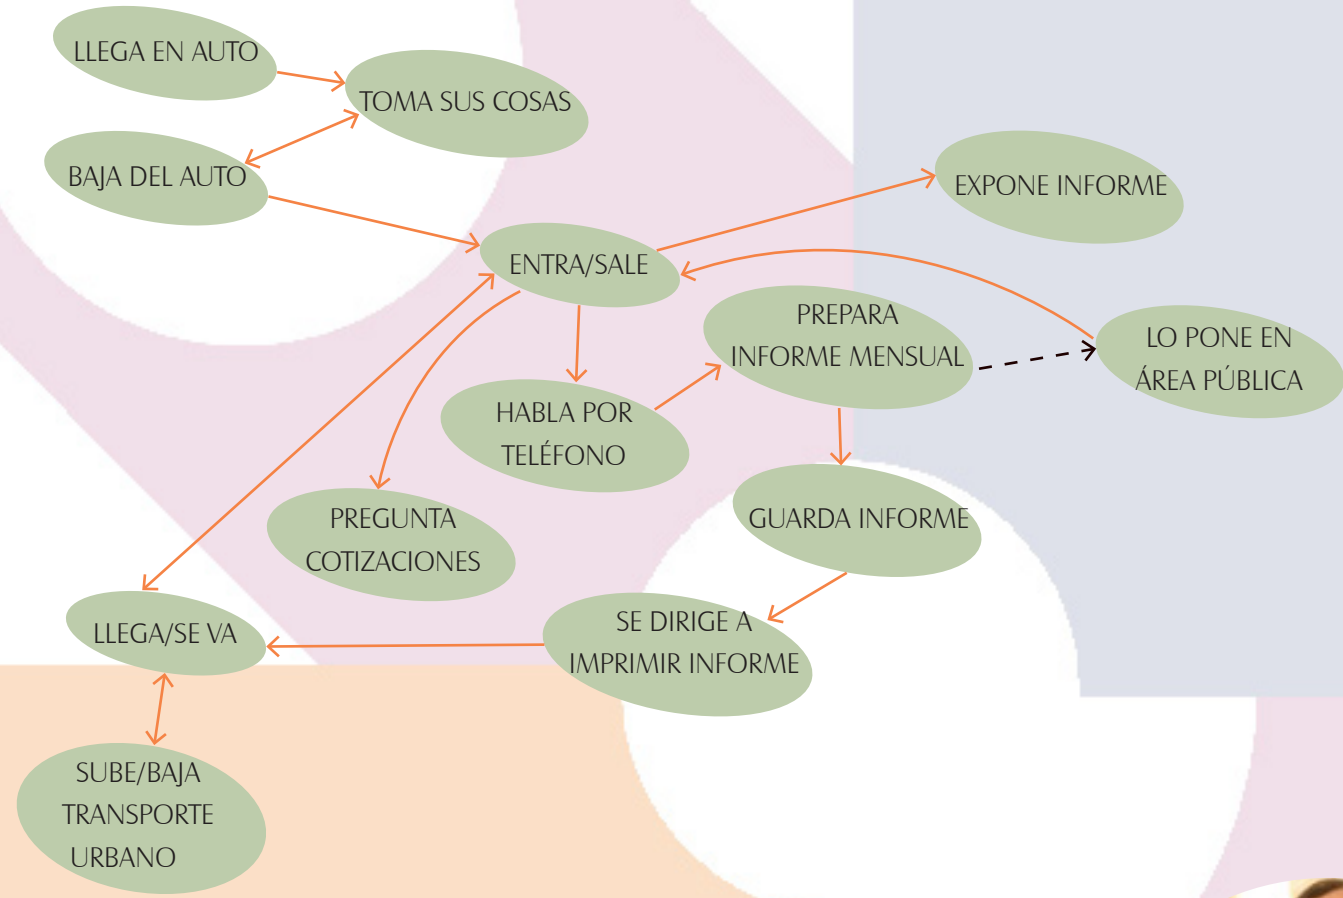 LLEGA EN AUTO
TOMA SUS COSAS
BAJA DEL AUTO
EXPONE INFORME
ENTRA/SALE
PREPARA
INFORME MENSUAL
LO PONE EN
ÁREA PÚBLICA
HABLA POR
TELÉFONO
PREGUNTA
COTIZACIONES
GUARDA INFORME
SE DIRIGE A
IMPRIMIR INFORME
LLEGA/SE VA
SUBE/BAJA
TRANSPORTE
URBANO